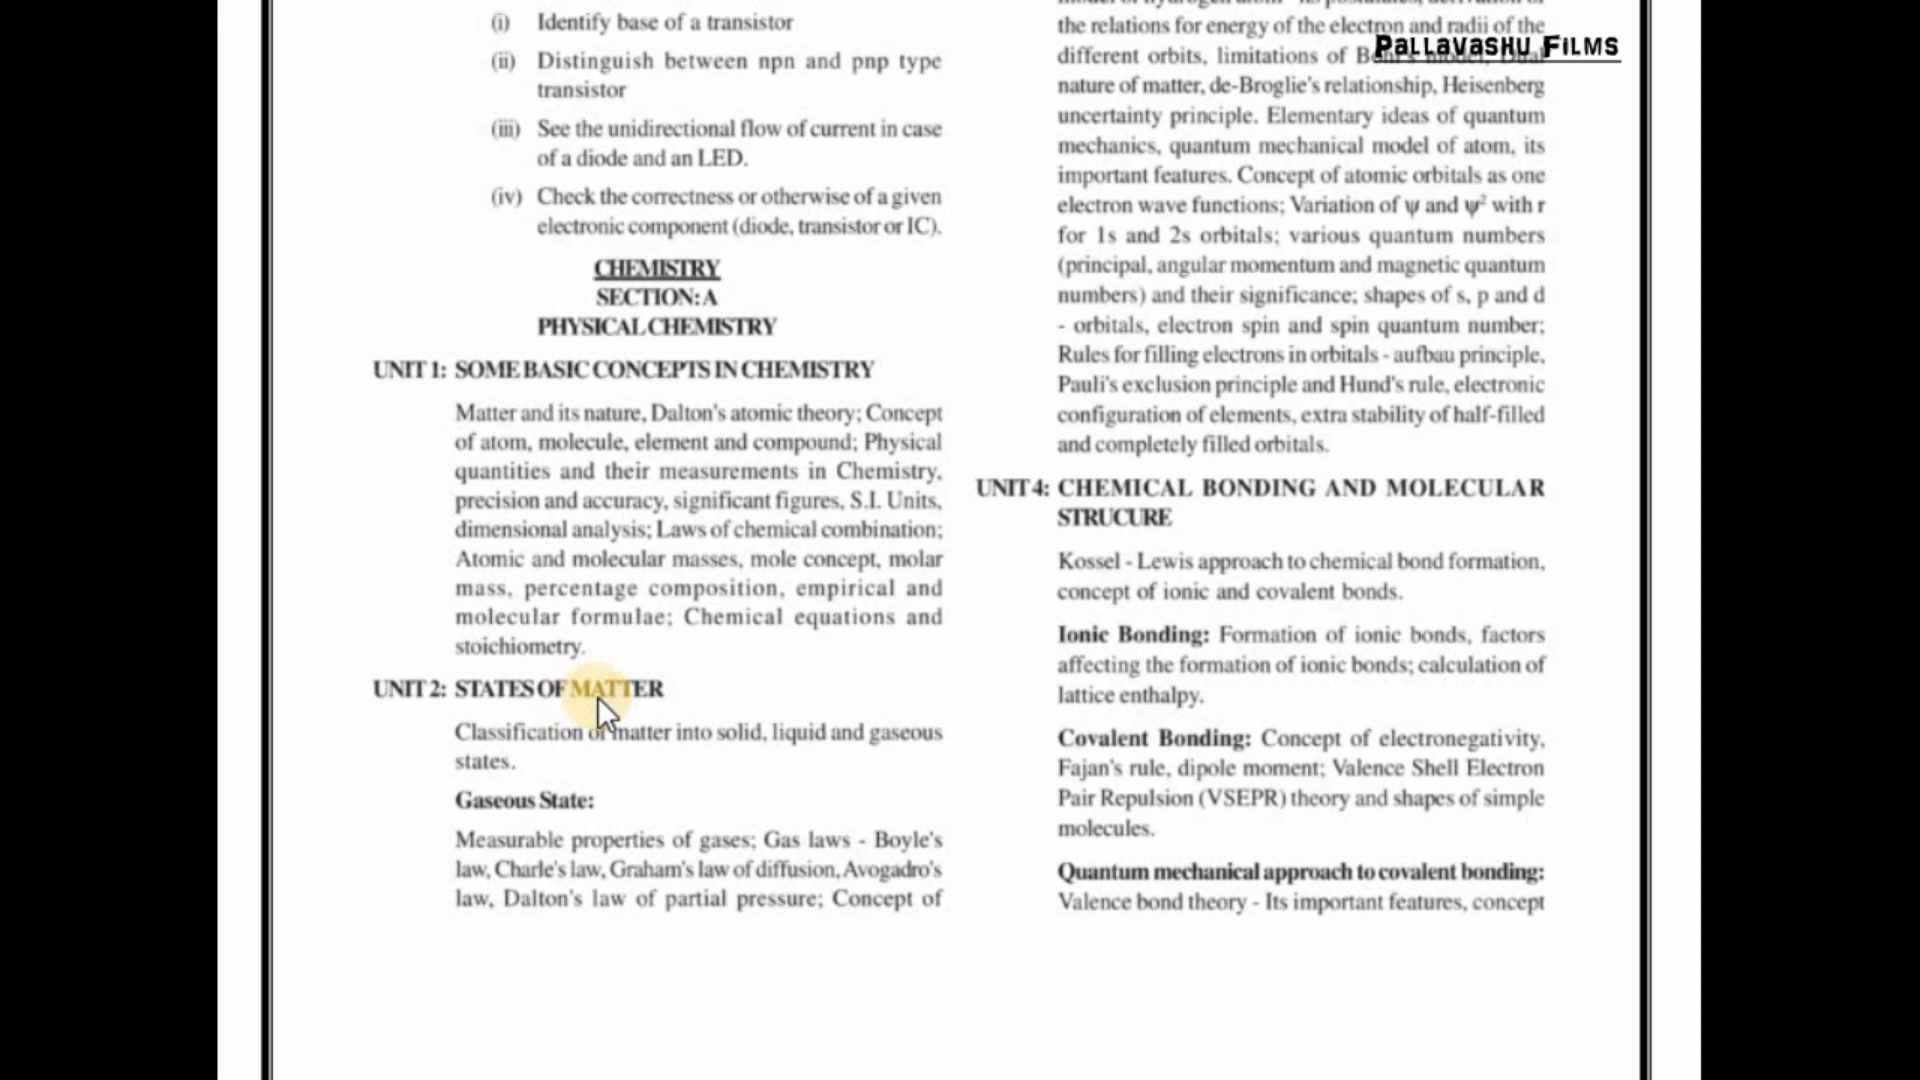 (i) Identify base of a transistor
(ii) Distinguish between npn and pnp type
transistor
(iii) See the unidirectional flow of current in case
of a diode and an LED.
(iv) Check the correctness or otherwise of a given
electronic component (diode, transistor or IC).
CHEMISTRY
SECTION: A
PHYSICAL CHEMISTRY
UNIT 1: SOME BASIC CONCEPTS IN CHEMISTRY
Matter and its nature, Dalton's atomic theory; Concept
of atom, molecule, element and compound; Physical
quantities and their measurements in Chemistry,
precision and accuracy, significant figures, S.I. Units,
dimensional analysis; Laws of chemical combination;
Atomic and molecular masses, mole concept, molar
mass, percentage composition, empirical and
molecular formulae; Chemical equations and
stoichiometry.
UNIT 2: STATES OF MATTER
Classification of matter into solid, liquid and gaseous
states.
Gaseous State:
Measurable properties of gases; Gas laws - Boyle's
law, Charle's law, Graham's law of diffusion, Avogadro's
law, Dalton's law of partial pressure; Concept of
the relations for energy of the electron and radii of the
different orbits, limitations of Bohr's model; Dual
nature of matter, de-Broglie's relationship, Heisenberg
uncertainty principle. Elementary ideas of quantum
mechanics, quantum mechanical model of atom, its
important features. Concept of atomic orbitals as one
electron wave functions; Variation of ψ and ψ² with r
for 1s and 2s orbitals; various quantum numbers
(principal, angular momentum and magnetic quantum
numbers) and their significance; shapes of s, p and d
- orbitals, electron spin and spin quantum number;
Rules for filling electrons in orbitals - aufbau principle,
Pauli's exclusion principle and Hund's rule, electronic
configuration of elements, extra stability of half-filled
and completely filled orbitals.
UNIT 4: CHEMICAL BONDING AND MOLECULAR
STRUCURE
Kossel - Lewis approach to chemical bond formation,
concept of ionic and covalent bonds.
Ionic Bonding: Formation of ionic bonds, factors
affecting the formation of ionic bonds; calculation of
lattice enthalpy.
Covalent Bonding: Concept of electronegativity,
Fajan's rule, dipole moment; Valence Shell Electron
Pair Repulsion (VSEPR) theory and shapes of simple
molecules.
Quantum mechanical approach to covalent bonding:
Valence bond theory - Its important features, concept
PALLAVASHU FILMS